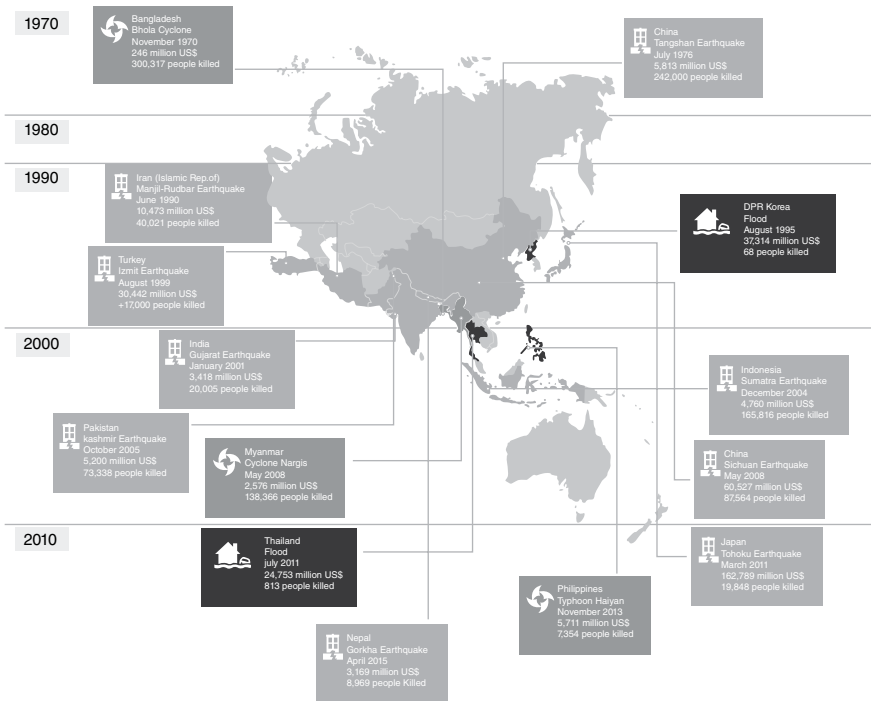 1970
Bangladesh
Bhola Cyclone
November 1970
246 million US$
300,317 people killed
China
Tangshan Earthquake
July 1976
5,813 million US$
242,000 people killed
1980
1990
Iran (Islamic Rep.of)
Manjil-Rudbar Earthquake
June 1990
10,473 million US$
40,021 people killed
DPR Korea
Flood
August 1995
37,314 million US$
68 people killed
Turkey
Izmit Earthquake
August 1999
30,442 million US$
+17,000 people killed
2000
India
Gujarat Earthquake
January 2001
3,418 million US$
20,005 people killed
Indonesia
Sumatra Earthquake
December 2004
4,760 million US$
165,816 people killed
Pakistan
kashmir Earthquake
October 2005
5,200 million US$
73,338 people killed
Myanmar
Cyclone Nargis
May 2008
2,576 million US$
138,366 people killed
China
Sichuan Earthquake
May 2008
60,527 million US$
87,564 people killed
2010
Thailand
Flood
july 2011
24,753 million US$
813 people killed
Japan
Tohoku Earthquake
March 2011
162,789 million US$
19,848 people killed
Philippines
Typhoon Haiyan
November 2013
5,711 million US$
7,354 people killed
Nepal
Gorkha Earthquake
April 2015
3,169 million US$
8,969 people Killed